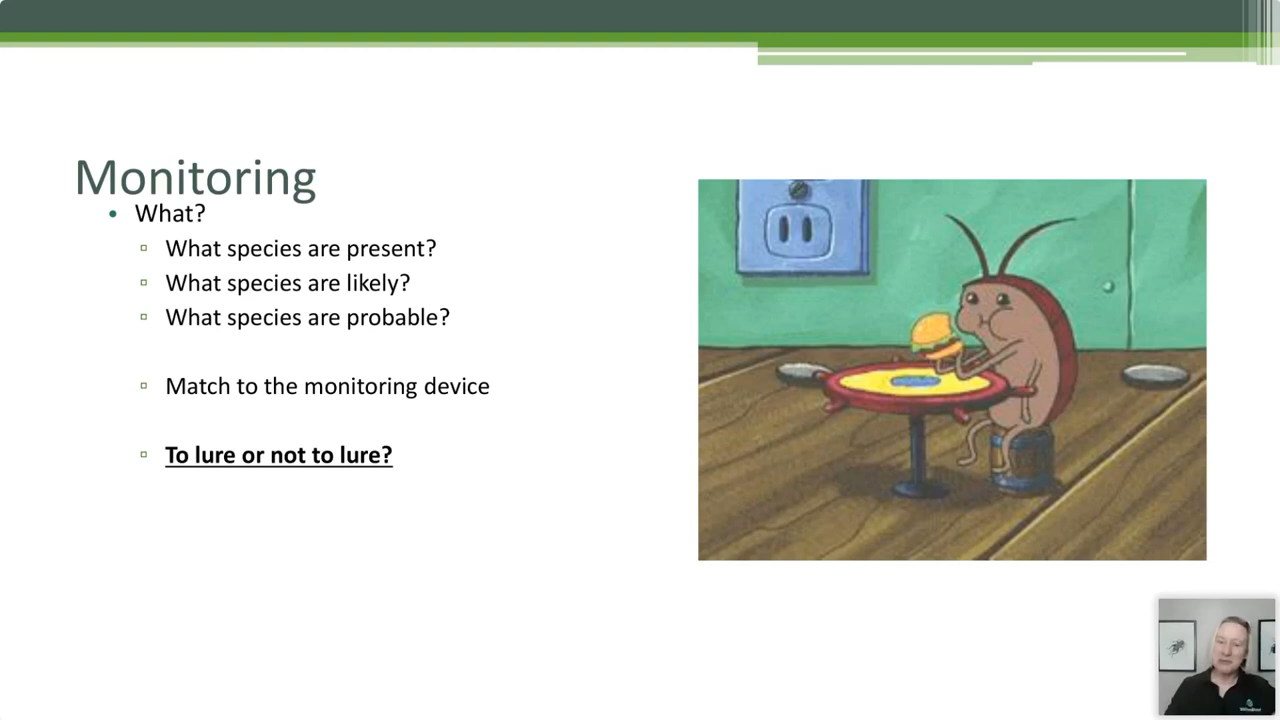 Monitoring
• What?
▫ What species are present?
▫ What species are likely?
▫ What species are probable?
▫ Match to the monitoring device
▫ To lure or not to lure?